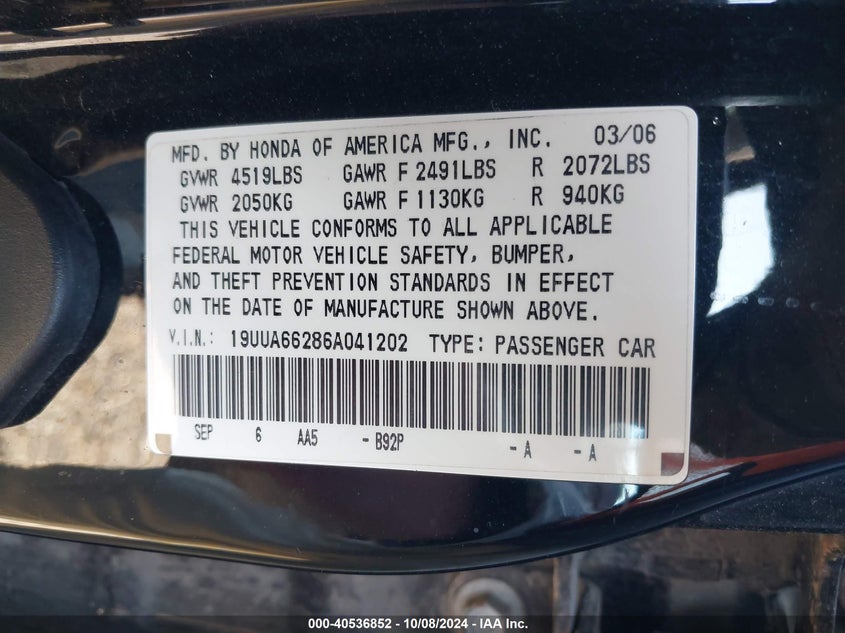 MFD. BY HONDA OF AMERICA MFG., INC. 03/06
GVWR 4519LBS GAWR F 2491LBS R 2072LBS
GVWR 2050KG GAWR F 1130KG R 940KG
THIS VEHICLE CONFORMS TO ALL APPLICABLE
FEDERAL MOTOR VEHICLE SAFETY, BUMPER,
AND THEFT PREVENTION STANDARDS IN EFFECT
ON THE DATE OF MANUFACTURE SHOWN ABOVE.
V.I.N.: 19UUA66286A041202 TYPE: PASSENGER CAR
SEP 6 AA5 - B92P - A - A
000-40536852 - 10/08/2024 - IAA Inc.